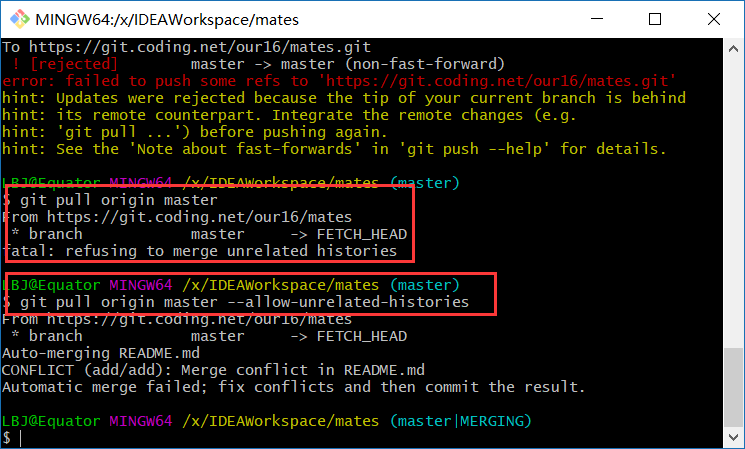 MINGW64:/x/IDEAWorkspace/mates
To https://git.coding.net/our16/mates.git
 ! [rejected]        master -> master (non-fast-forward)
error: failed to push some refs to 'https://git.coding.net/our16/mates.git'
hint: Updates were rejected because the tip of your current branch is behind
hint: its remote counterpart. Integrate the remote changes (e.g.
hint: 'git pull ...') before pushing again.
hint: See the 'Note about fast-forwards' in 'git push --help' for details.
LBJ@Equator MINGW64 /x/IDEAWorkspace/mates (master)
$ git pull origin master
From https://git.coding.net/our16/mates
 * branch            master     -> FETCH_HEAD
fatal: refusing to merge unrelated histories
LBJ@Equator MINGW64 /x/IDEAWorkspace/mates (master)
$ git pull origin master --allow-unrelated-histories
From https://git.coding.net/our16/mates
 * branch            master     -> FETCH_HEAD
Auto-merging README.md
CONFLICT (add/add): Merge conflict in README.md
Automatic merge failed; fix conflicts and then commit the result.
LBJ@Equator MINGW64 /x/IDEAWorkspace/mates (master|MERGING)
$